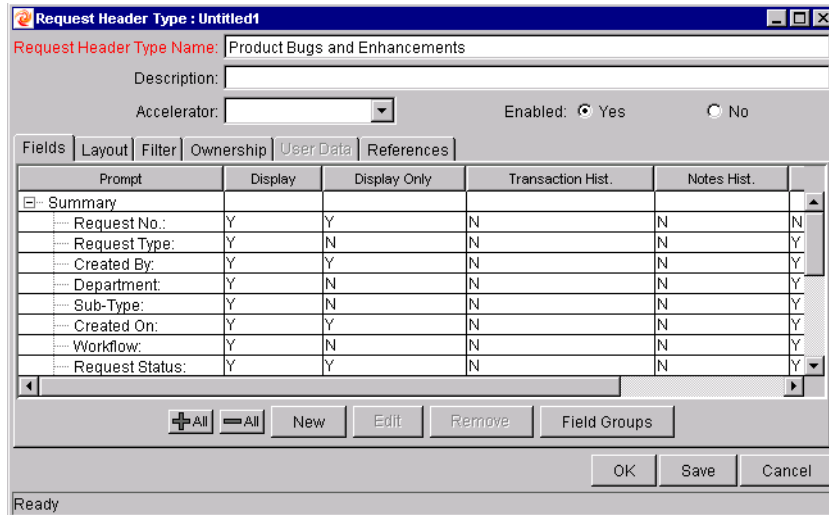 Request Header Type : Untitled1
Request Header Type Name: Product Bugs and Enhancements
Description:
Accelerator: Enabled: Yes No
Fields Layout Filter Ownership User Data References
Prompt Display Display Only Transaction Hist. Notes Hist.
Summary
Request No.: Y Y N N N
Request Type: Y N N N Y
Created By: Y Y N N Y
Department: Y N N N Y
Sub-Type: Y N N N Y
Created On: Y Y N N Y
Workflow: Y N N N Y
Request Status: Y Y N N Y
All All New Edit Remove Field Groups
OK Save Cancel
Ready